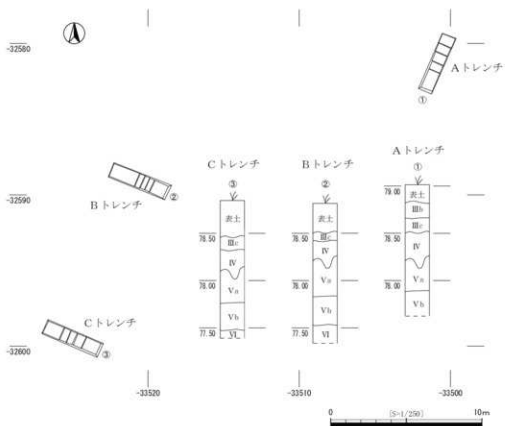 -32580
Aトレンチ
①
Bトレンチ
②
-32590
Cトレンチ
③
-32600
Cトレンチ
③
表土
78.50
Ⅲc
Ⅳ
78.00
Ⅴa
Ⅴb
77.50
Ⅵ
Bトレンチ
②
表土
78.50
Ⅲc
Ⅳ
78.00
Ⅴa
Ⅴb
77.50
Ⅵ
Aトレンチ
①
79.00
表土
Ⅲb
Ⅲc
78.50
Ⅳ
78.00
Ⅴa
Ⅴb
-33520
-33510
-33500
0
(S=1/250)
10m